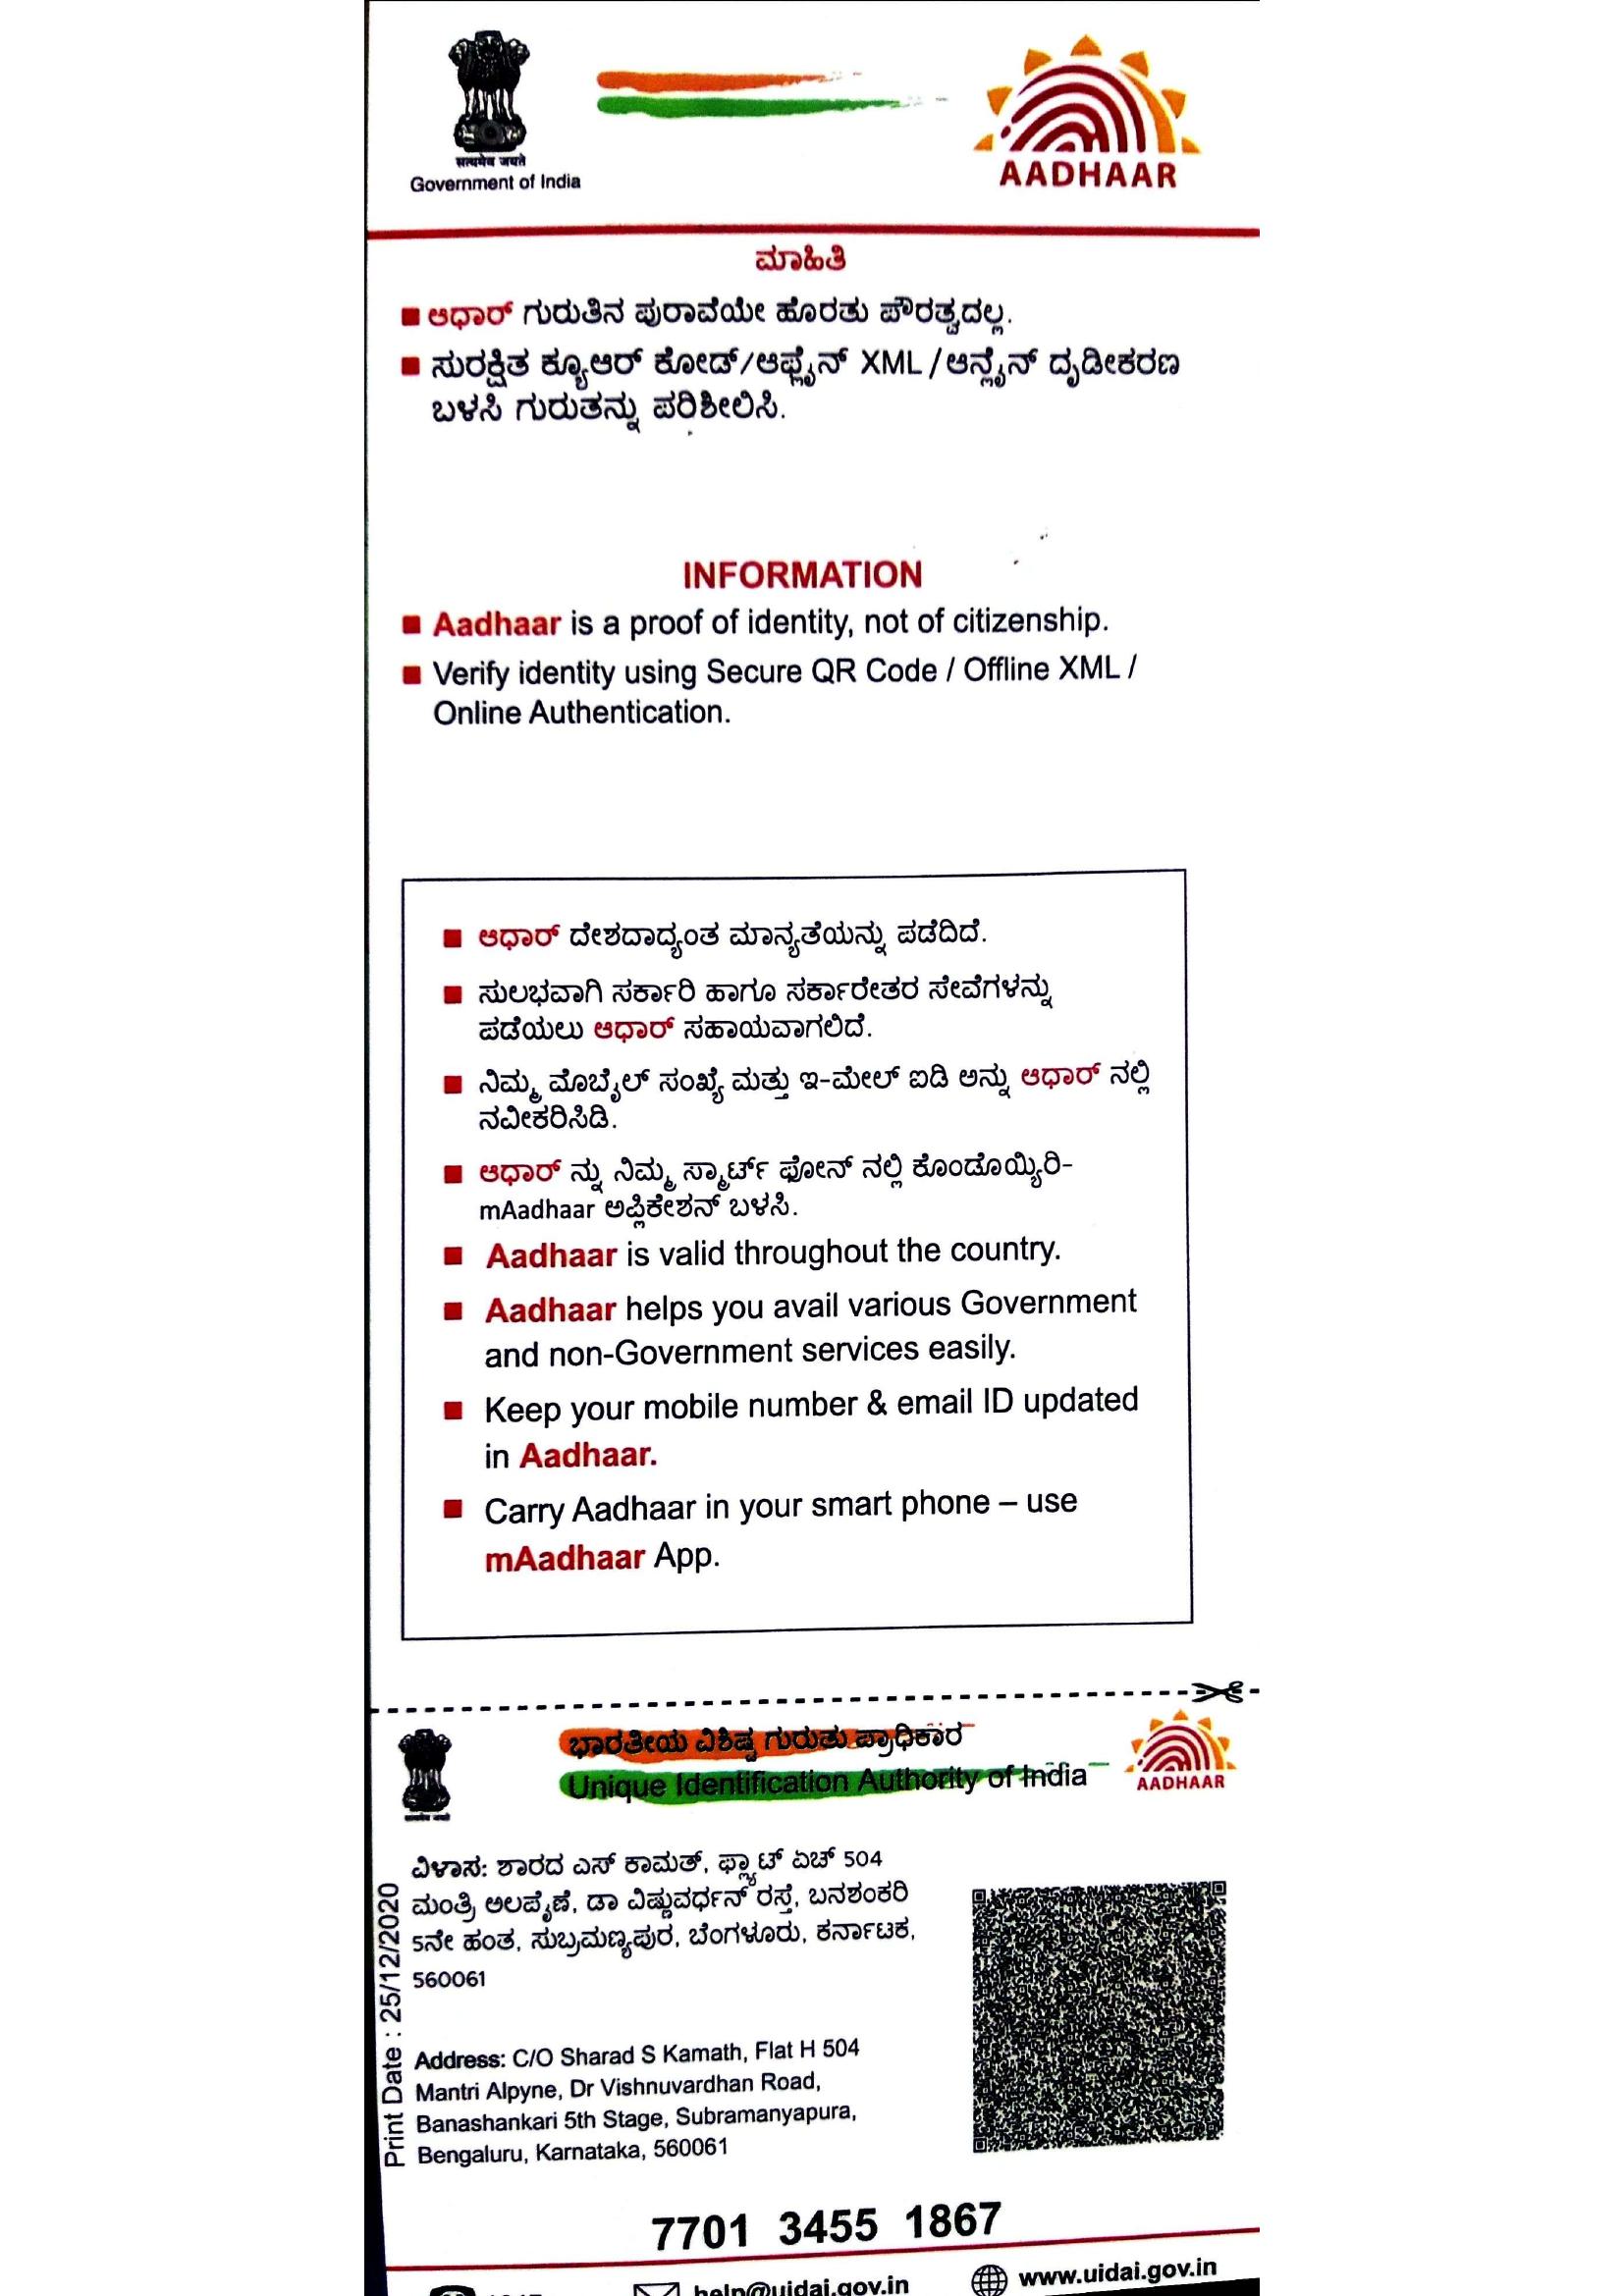 सत्यमेव जयते
Government of India
AADHAAR
ಮಾಹಿತಿ
ಆಧಾರ್ ಗುರುತಿನ ಪುರಾವೆಯೇ ಹೊರತು ಪೌರತ್ವದಲ್ಲ.
ಸುರಕ್ಷಿತ ಕ್ಯೂಆರ್ ಕೋಡ್/ಆಫ್ಲೈನ್ XML / ಆನ್ಲೈನ್ ದೃಡೀಕರಣ
ಬಳಸಿ ಗುರುತನ್ನು ಪರಿಶೀಲಿಸಿ.
INFORMATION
Aadhaar is a proof of identity, not of citizenship.
Verify identity using Secure QR Code / Offline XML /
Online Authentication.
ಆಧಾರ್ ದೇಶದಾದ್ಯಂತ ಮಾನ್ಯತೆಯನ್ನು ಪಡೆದಿದೆ.
ಸುಲಭವಾಗಿ ಸರ್ಕಾರಿ ಹಾಗೂ ಸರ್ಕಾರೇತರ ಸೇವೆಗಳನ್ನು
ಪಡೆಯಲು ಆಧಾರ್ ಸಹಾಯವಾಗಲಿದೆ.
ನಿಮ್ಮ ಮೊಬೈಲ್ ಸಂಖ್ಯೆ ಮತ್ತು ಇ-ಮೇಲ್ ಐಡಿ ಅನ್ನು ಆಧಾರ್ ನಲ್ಲಿ
ನವೀಕರಿಸಿಡಿ.
ಆಧಾರ್ ನ್ನು ನಿಮ್ಮ ಸ್ಮಾರ್ಟ್ ಫೋನ್ ನಲ್ಲಿ ಕೊಂಡೊಯ್ಯಿರಿ-
mAadhaar ಅಪ್ಲಿಕೇಶನ್ ಬಳಸಿ.
Aadhaar is valid throughout the country.
Aadhaar helps you avail various Government
and non-Government services easily.
Keep your mobile number & email ID updated
in Aadhaar.
Carry Aadhaar in your smart phone – use
mAadhaar App.
ಭಾರತೀಯ ವಿಶಿಷ್ಟ ಗುರುತು ಪ್ರಾಧಿಕಾರ
Unique Identification Authority of India
AADHAAR
ವಿಳಾಸ: ಶಾರದ ಎಸ್ ಕಾಮತ್, ಫ್ಲ್ಯಾಟ್ ಏಚ್ 504
ಮಂತ್ರಿ ಅಲಪೈಣೆ, ಡಾ ವಿಷ್ಣುವರ್ಧನ್ ರಸ್ತೆ, ಬನಶಂಕರಿ
5ನೇ ಹಂತ, ಸುಬ್ರಮಣ್ಯಪುರ, ಬೆಂಗಳೂರು, ಕರ್ನಾಟಕ,
560061
Print Date : 25/12/2020
Address: C/O Sharad S Kamath, Flat H 504
Mantri Alpyne, Dr Vishnuvardhan Road,
Banashankari 5th Stage, Subramanyapura,
Bengaluru, Karnataka, 560061
7701 3455 1867
help@uidai.gov.in
www.uidai.gov.in